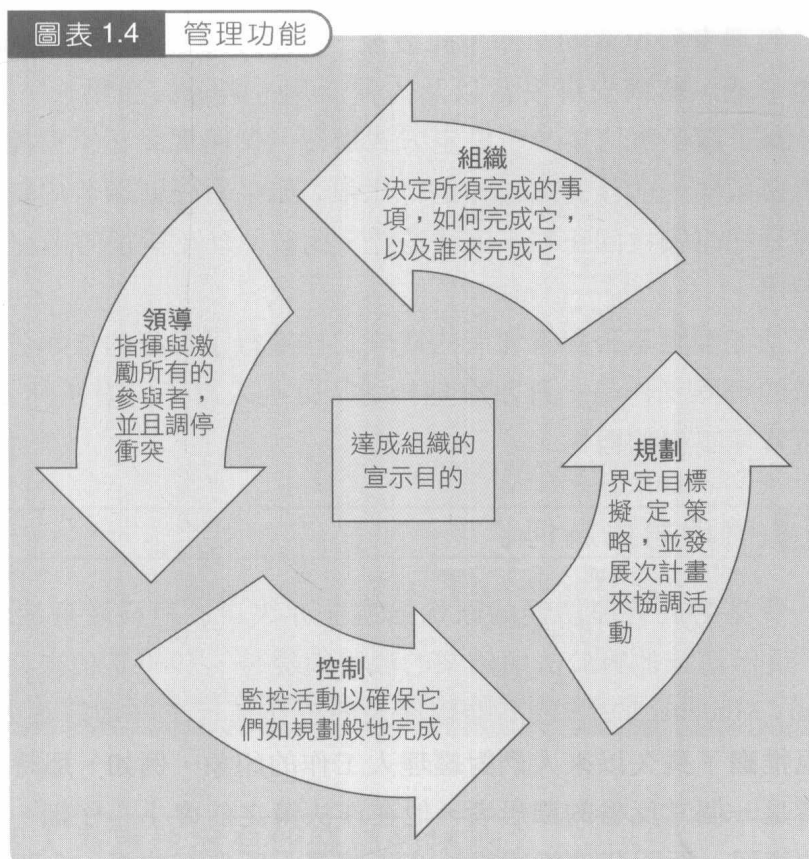 圖表 1.4 管理功能
組織
決定所須完成的事
項，如何完成它，
以及誰來完成它
領導
指揮與激
勵所有的
參與者，
並且調停
衝突
達成組織的
宣示目的
規劃
界定目標
擬定策
略，並發
展次計畫
來協調活
動
控制
監控活動以確保它
們如規劃般地完成